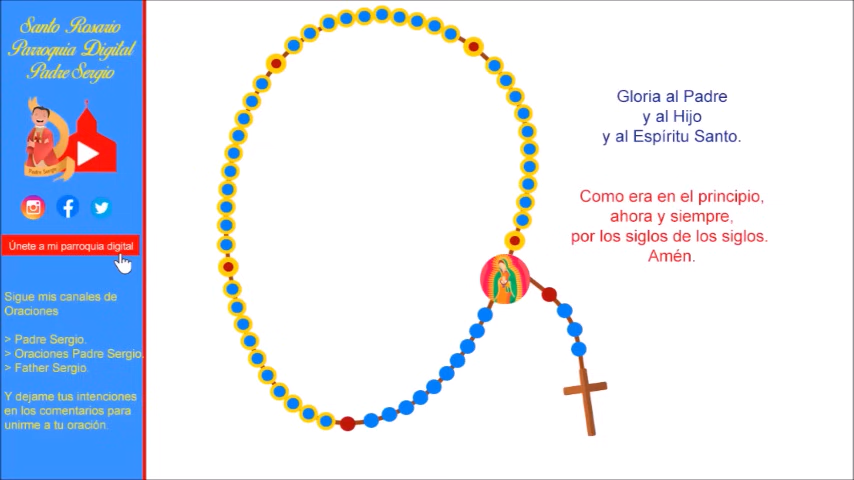 Santo Rosario
Parroquia Digital
Padre Sergio
Padre Sergio
Únete a mi parroquia digital
Sigue mis canales de
Oraciones
> Padre Sergio.
> Oraciones Padre Sergio.
> Father Sergio.
Y dejame tus intenciones
en los comentarios para
unirme a tu oración.
Gloria al Padre
y al Hijo
y al Espíritu Santo.
Como era en el principio,
ahora y siempre,
por los siglos de los siglos.
Amén.